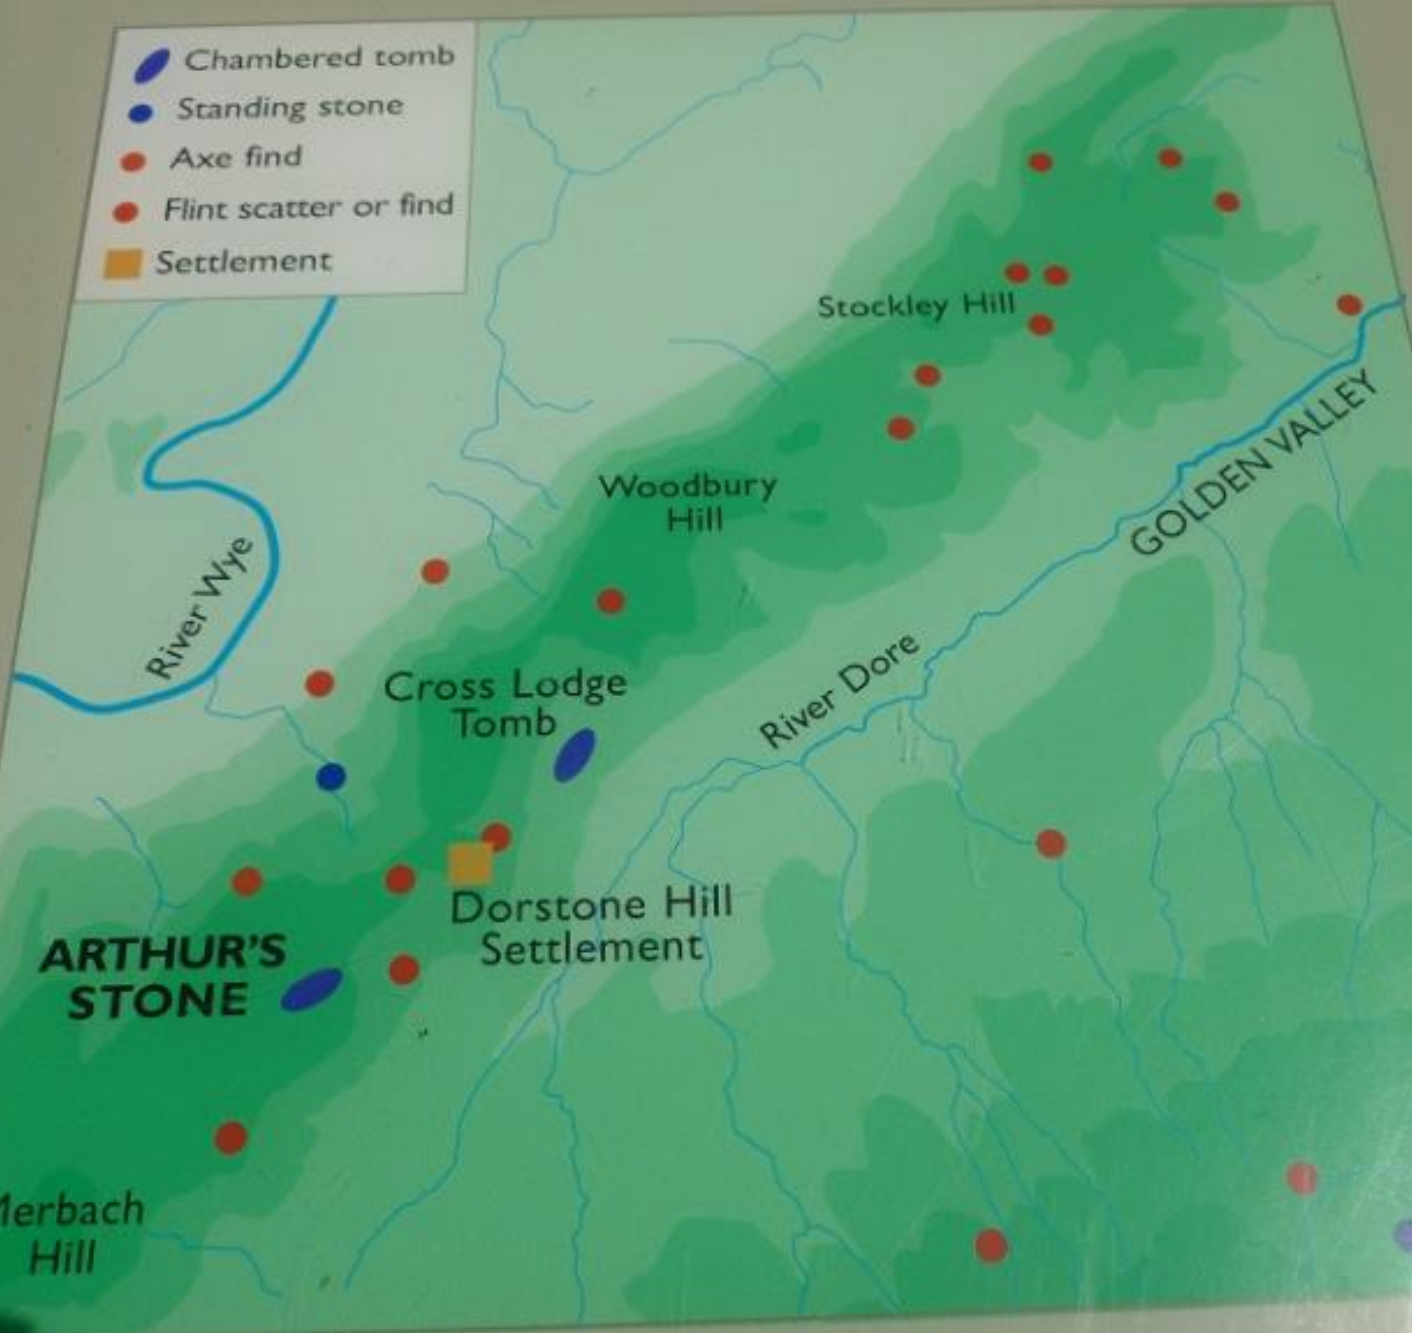 Chambered tomb
Standing stone
Axe find
Flint scatter or find
Settlement
Stockley Hill
GOLDEN VALLEY
Woodbury
Hill
River Wye
River Dore
Cross Lodge
Tomb
Dorstone Hill
Settlement
ARTHUR'S
STONE
Hill